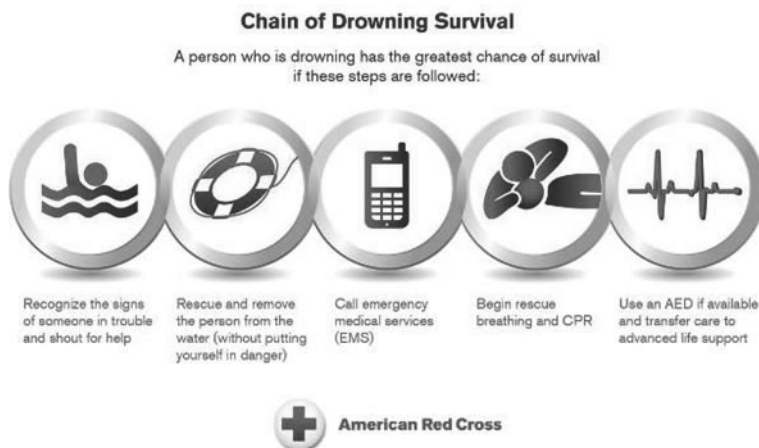 Chain of Drowning Survival
A person who is drowning has the greatest chance of survival
if these steps are followed:
Recognize the signs
of someone in trouble
and shout for help
Rescue and remove
the person from the
water (without putting
yourself in danger)
Call emergency
medical services
(EMS)
Begin rescue
breathing and CPR
Use an AED if available
and transfer care to
advanced life support
American Red Cross